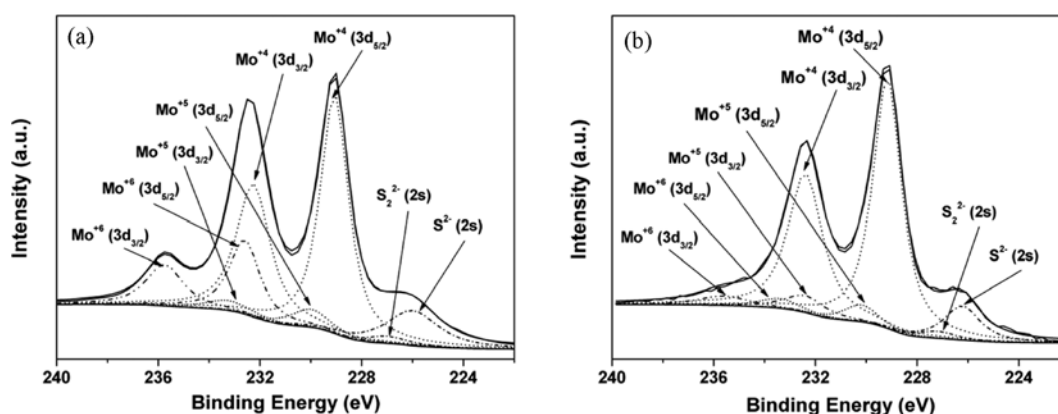 (a)
Mo⁺⁴ (3d₅/₂)
Mo⁺⁴ (3d₃/₂)
Mo⁺⁵ (3d₅/₂)
Mo⁺⁵ (3d₃/₂)
Mo⁺⁶ (3d₅/₂)
Mo⁺⁶ (3d₃/₂)
S₂²⁻ (2s)
S²⁻ (2s)
Intensity (a.u.)
240 236 232 228 224
Binding Energy (eV)
(b)
Mo⁺⁴ (3d₅/₂)
Mo⁺⁴ (3d₃/₂)
Mo⁺⁵ (3d₅/₂)
Mo⁺⁵ (3d₃/₂)
Mo⁺⁶ (3d₅/₂)
Mo⁺⁶ (3d₃/₂)
S₂²⁻ (2s)
S²⁻ (2s)
Intensity (a.u.)
240 236 232 228 224
Binding Energy (eV)